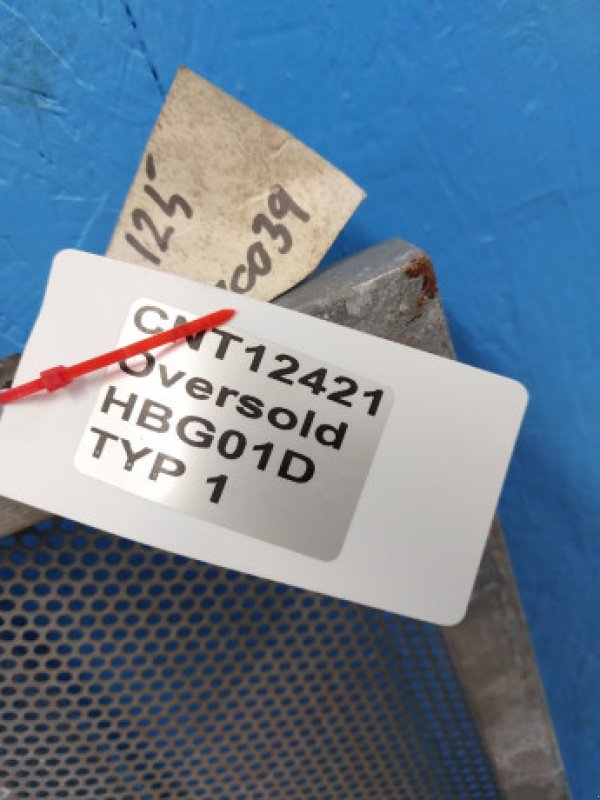 125
CNT12421
Oversold
HBG01D
TYP 1